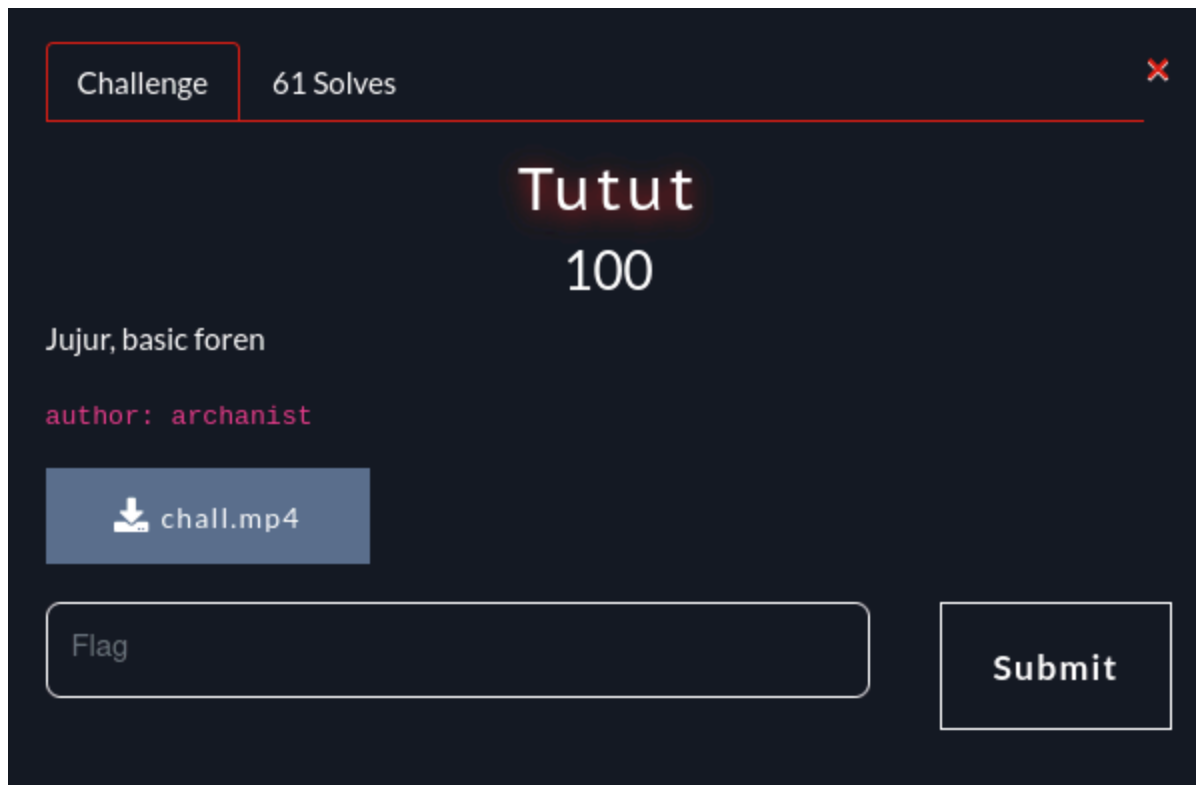 Challenge
61 Solves
×
Tutut
100
Jujur, basic foren
author: archanist
chall.mp4
Flag
Submit